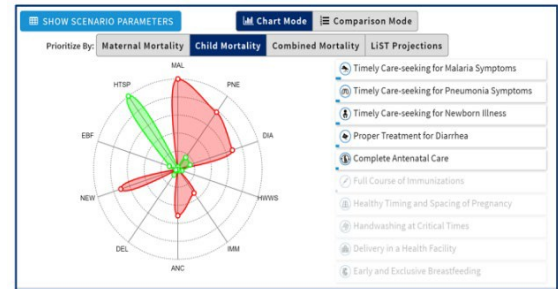 SHOW SCENARIO PARAMETERS
Chart Mode
Comparison Mode
Prioritize By:
Maternal Mortality
Child Mortality
Combined Mortality
LiST Projections
MAL
PNE
DIA
HWWS
IMM
ANC
DEL
NEW
EBF
HTSP
Timely Care-seeking for Malaria Symptoms
Timely Care-seeking for Pneumonia Symptoms
Timely Care-seeking for Newborn Illness
Proper Treatment for Diarrhea
Complete Antenatal Care
Full Course of Immunizations
Healthy Timing and Spacing of Pregnancy
Handwashing at Critical Times
Delivery in a Health Facility
Early and Exclusive Breastfeeding